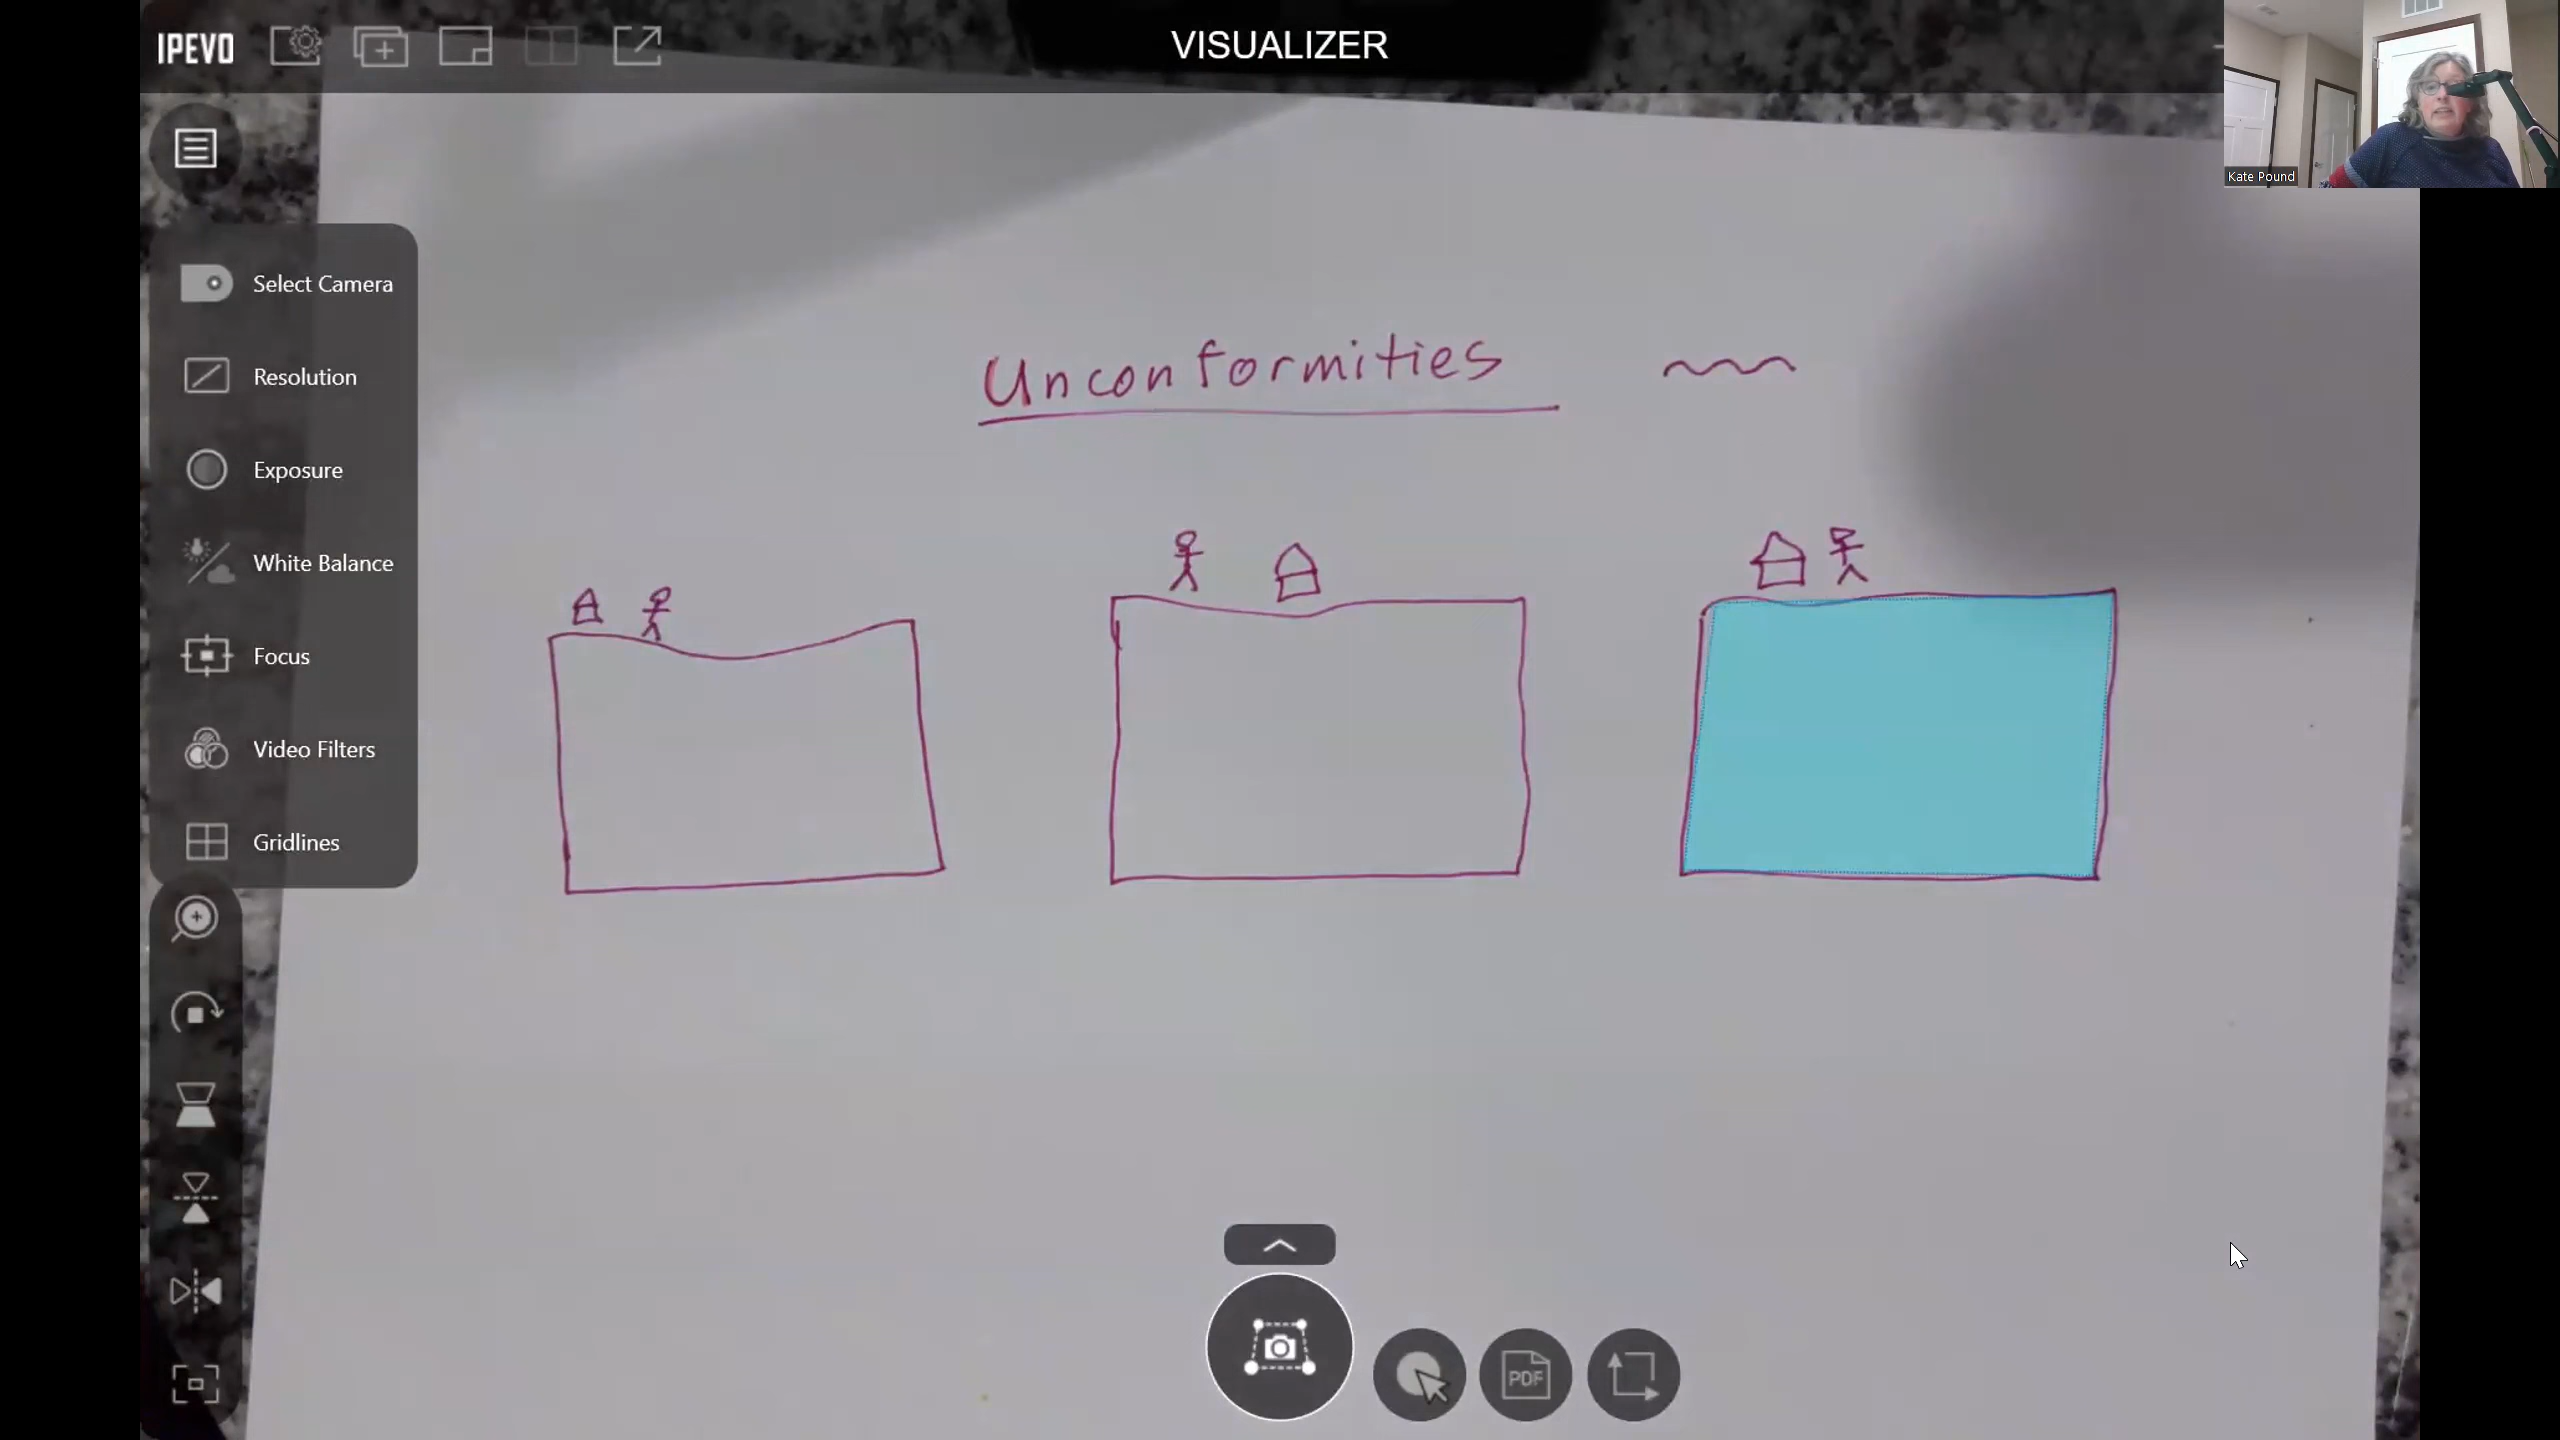 IPEVO
VISUALIZER
Kate Pound
Select Camera
Resolution
Exposure
White Balance
Focus
Video Filters
Gridlines
Unconformities
PDF